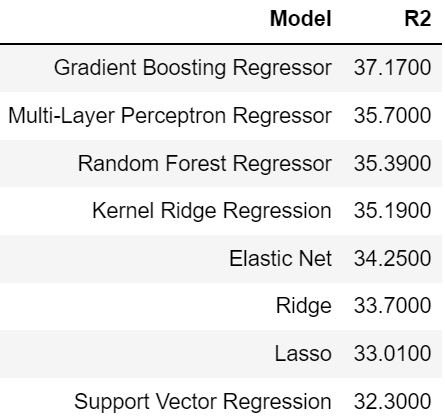 Model R2
Gradient Boosting Regressor 37.1700
Multi-Layer Perceptron Regressor 35.7000
Random Forest Regressor 35.3900
Kernel Ridge Regression 35.1900
Elastic Net 34.2500
Ridge 33.7000
Lasso 33.0100
Support Vector Regression 32.3000